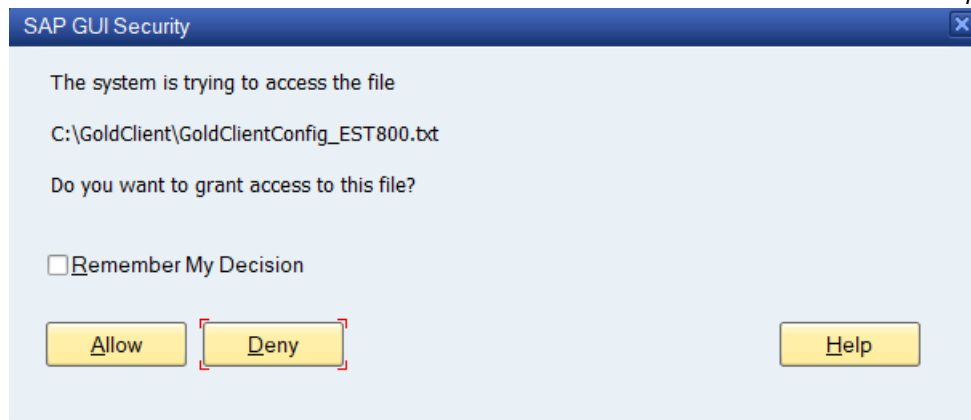 SAP GUI Security
The system is trying to access the file
C:\GoldClient\GoldClientConfig_EST800.txt
Do you want to grant access to this file?
Remember My Decision
Allow Deny Help